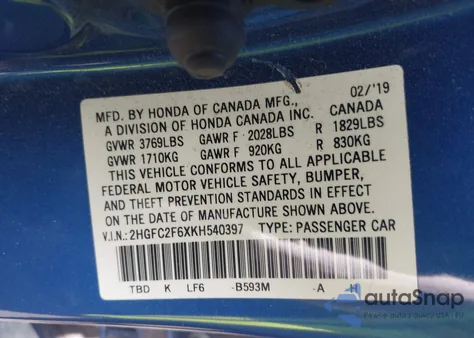 MFD. BY HONDA OF CANADA MFG., 02/'19
A DIVISION OF HONDA CANADA INC. CANADA
GVWR 3769LBS GAWR F 2028LBS R 1829LBS
GVWR 1710KG GAWR F 920KG R 830KG
THIS VEHICLE CONFORMS TO ALL APPLICABLE
FEDERAL MOTOR VEHICLE SAFETY, BUMPER,
AND THEFT PREVENTION STANDARDS IN EFFECT
ON THE DATE OF MANUFACTURE SHOWN ABOVE.
V.I.N.: 2HGFC2F6XKH540397 TYPE: PASSENGER CAR
TBD K LF6 -B593M -A H
autoSnap